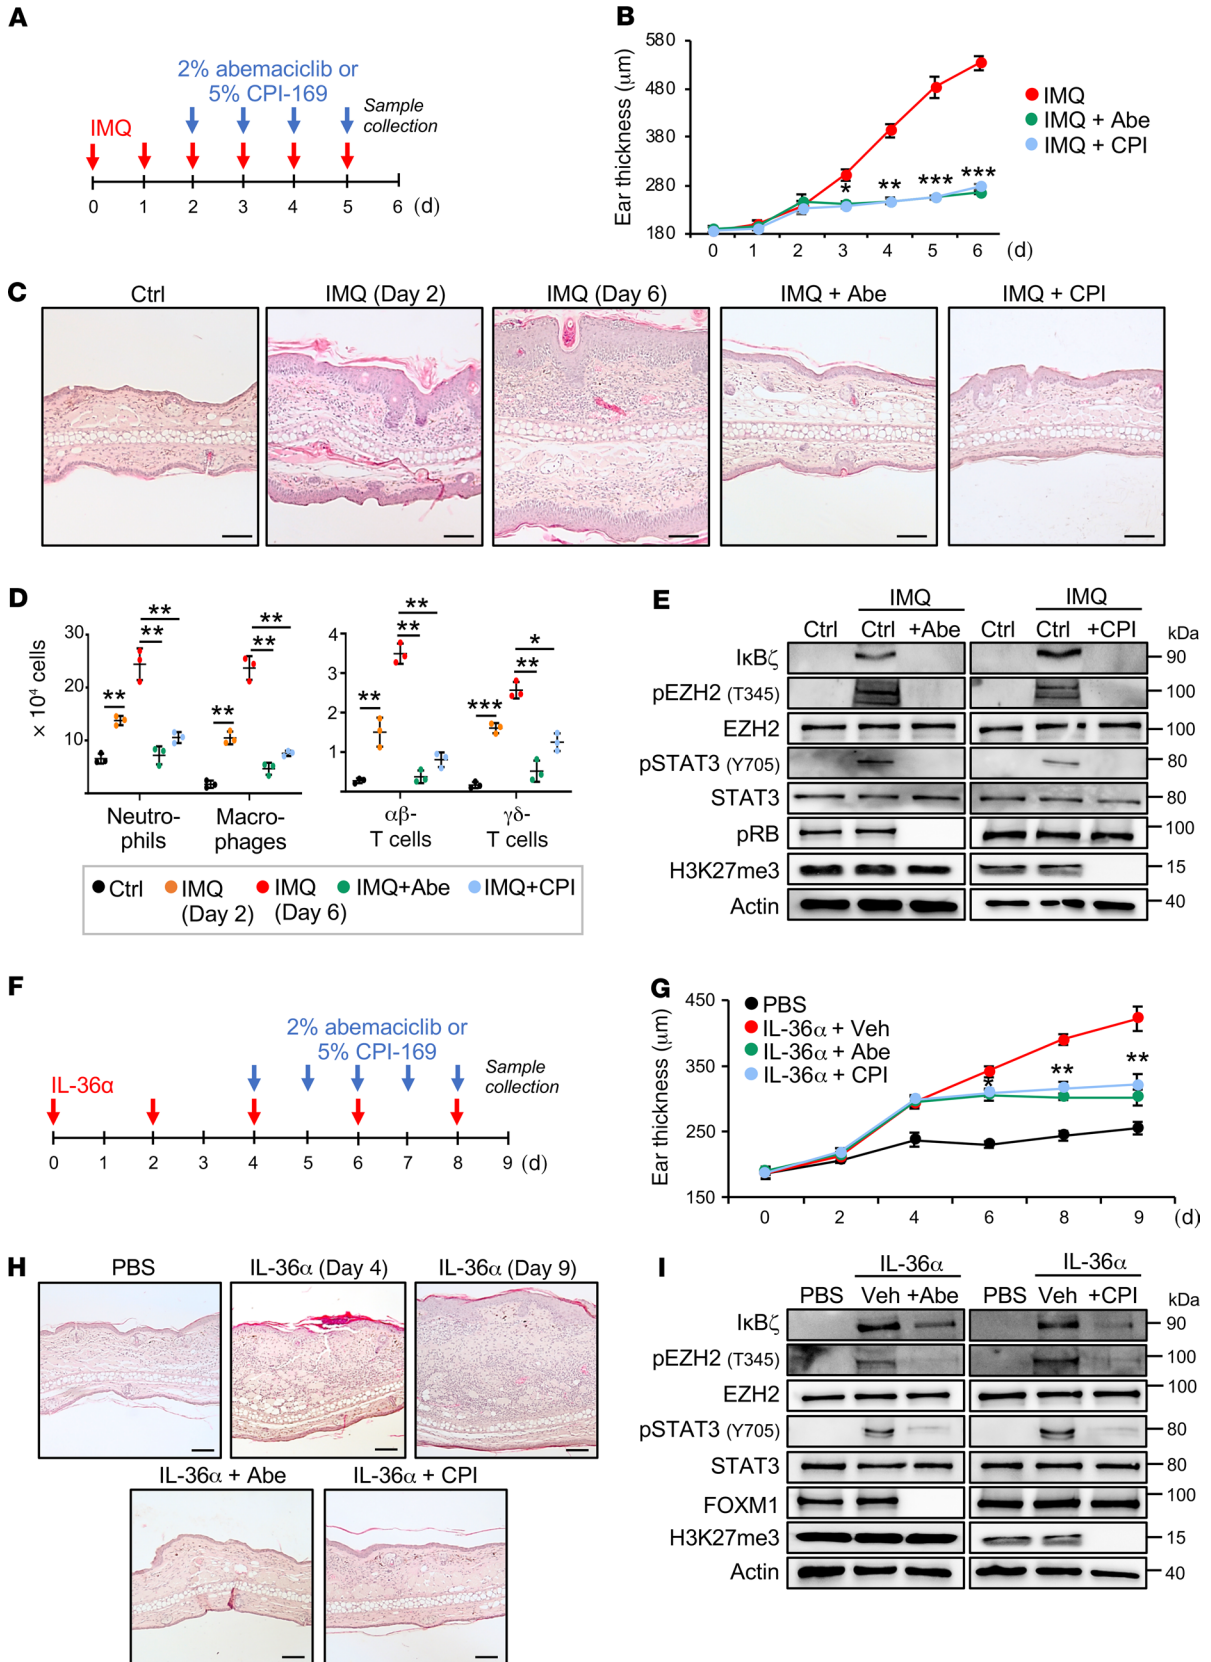 A
2% abemaciclib or
5% CPI-169
Sample
collection
IMQ
0 1 2 3 4 5 6 (d)
B
Ear thickness (μm)
580
480
380
280
180
IMQ
IMQ + Abe
IMQ + CPI
* ** *** ***
0 1 2 3 4 5 6 (d)
C
Ctrl IMQ (Day 2) IMQ (Day 6) IMQ + Abe IMQ + CPI
D
× 10⁴ cells
30
20
10
** ** ** ** ** **
Neutro-
phils
Macro-
phages
4
3
2
1
** ** ** *** ** *
αβ-
T cells
γδ-
T cells
Ctrl IMQ IMQ IMQ+Abe IMQ+CPI
(Day 2) (Day 6)
E
IMQ IMQ
Ctrl Ctrl +Abe Ctrl Ctrl +CPI kDa
IκBζ 90
pEZH2 (T345) 100
EZH2 100
pSTAT3 (Y705) 80
STAT3 80
pRB 100
H3K27me3 15
Actin 40
F
2% abemaciclib or
5% CPI-169
Sample
collection
IL-36α
0 1 2 3 4 5 6 7 8 9 (d)
G
Ear thickness (μm)
450
350
250
150
PBS
IL-36α + Veh
IL-36α + Abe
IL-36α + CPI
* ** **
0 2 4 6 8 9 (d)
H
PBS IL-36α (Day 4) IL-36α (Day 9)
IL-36α + Abe IL-36α + CPI
I
IL-36α IL-36α
PBS Veh +Abe PBS Veh +CPI kDa
IκBζ 90
pEZH2 (T345) 100
EZH2 100
pSTAT3 (Y705) 80
STAT3 80
FOXM1 100
H3K27me3 15
Actin 40